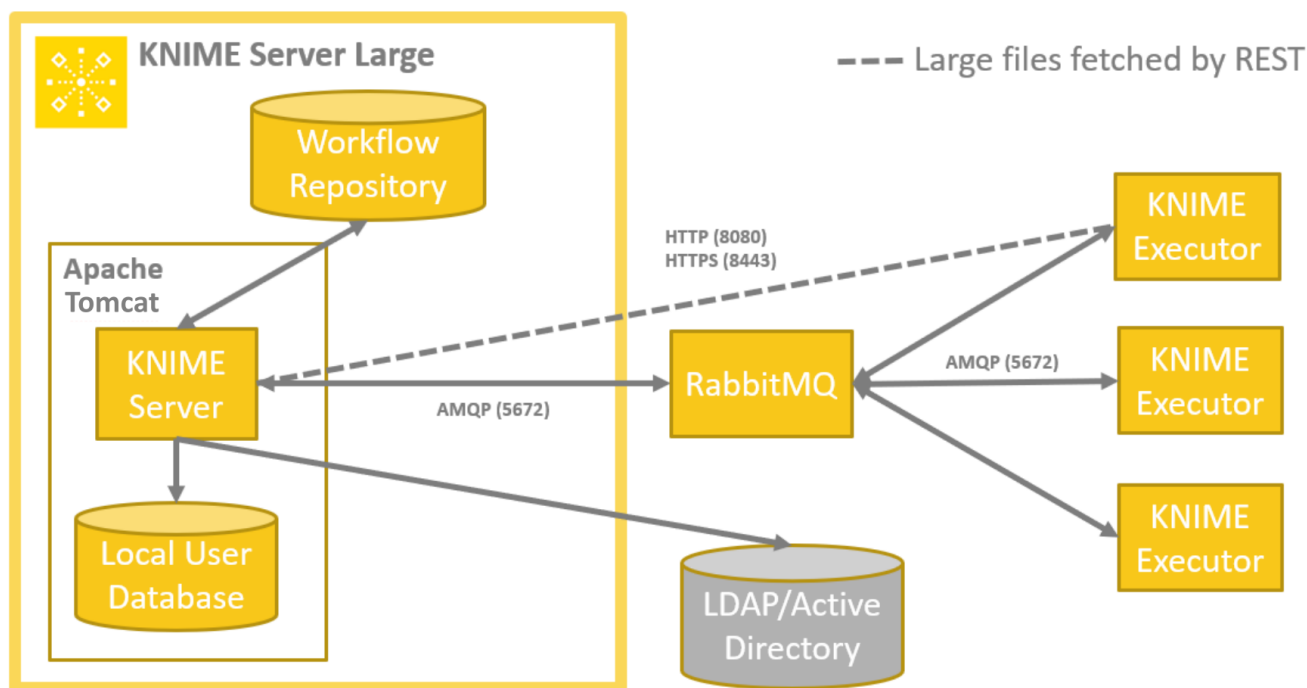 KNIME Server Large
Large files fetched by REST
Workflow
Repository
KNIME
Executor
HTTP (8080)
HTTPS (8443)
Apache
Tomcat
KNIME
Server
AMQP (5672)
RabbitMQ
AMQP (5672)
KNIME
Executor
KNIME
Executor
Local User
Database
LDAP/Active
Directory